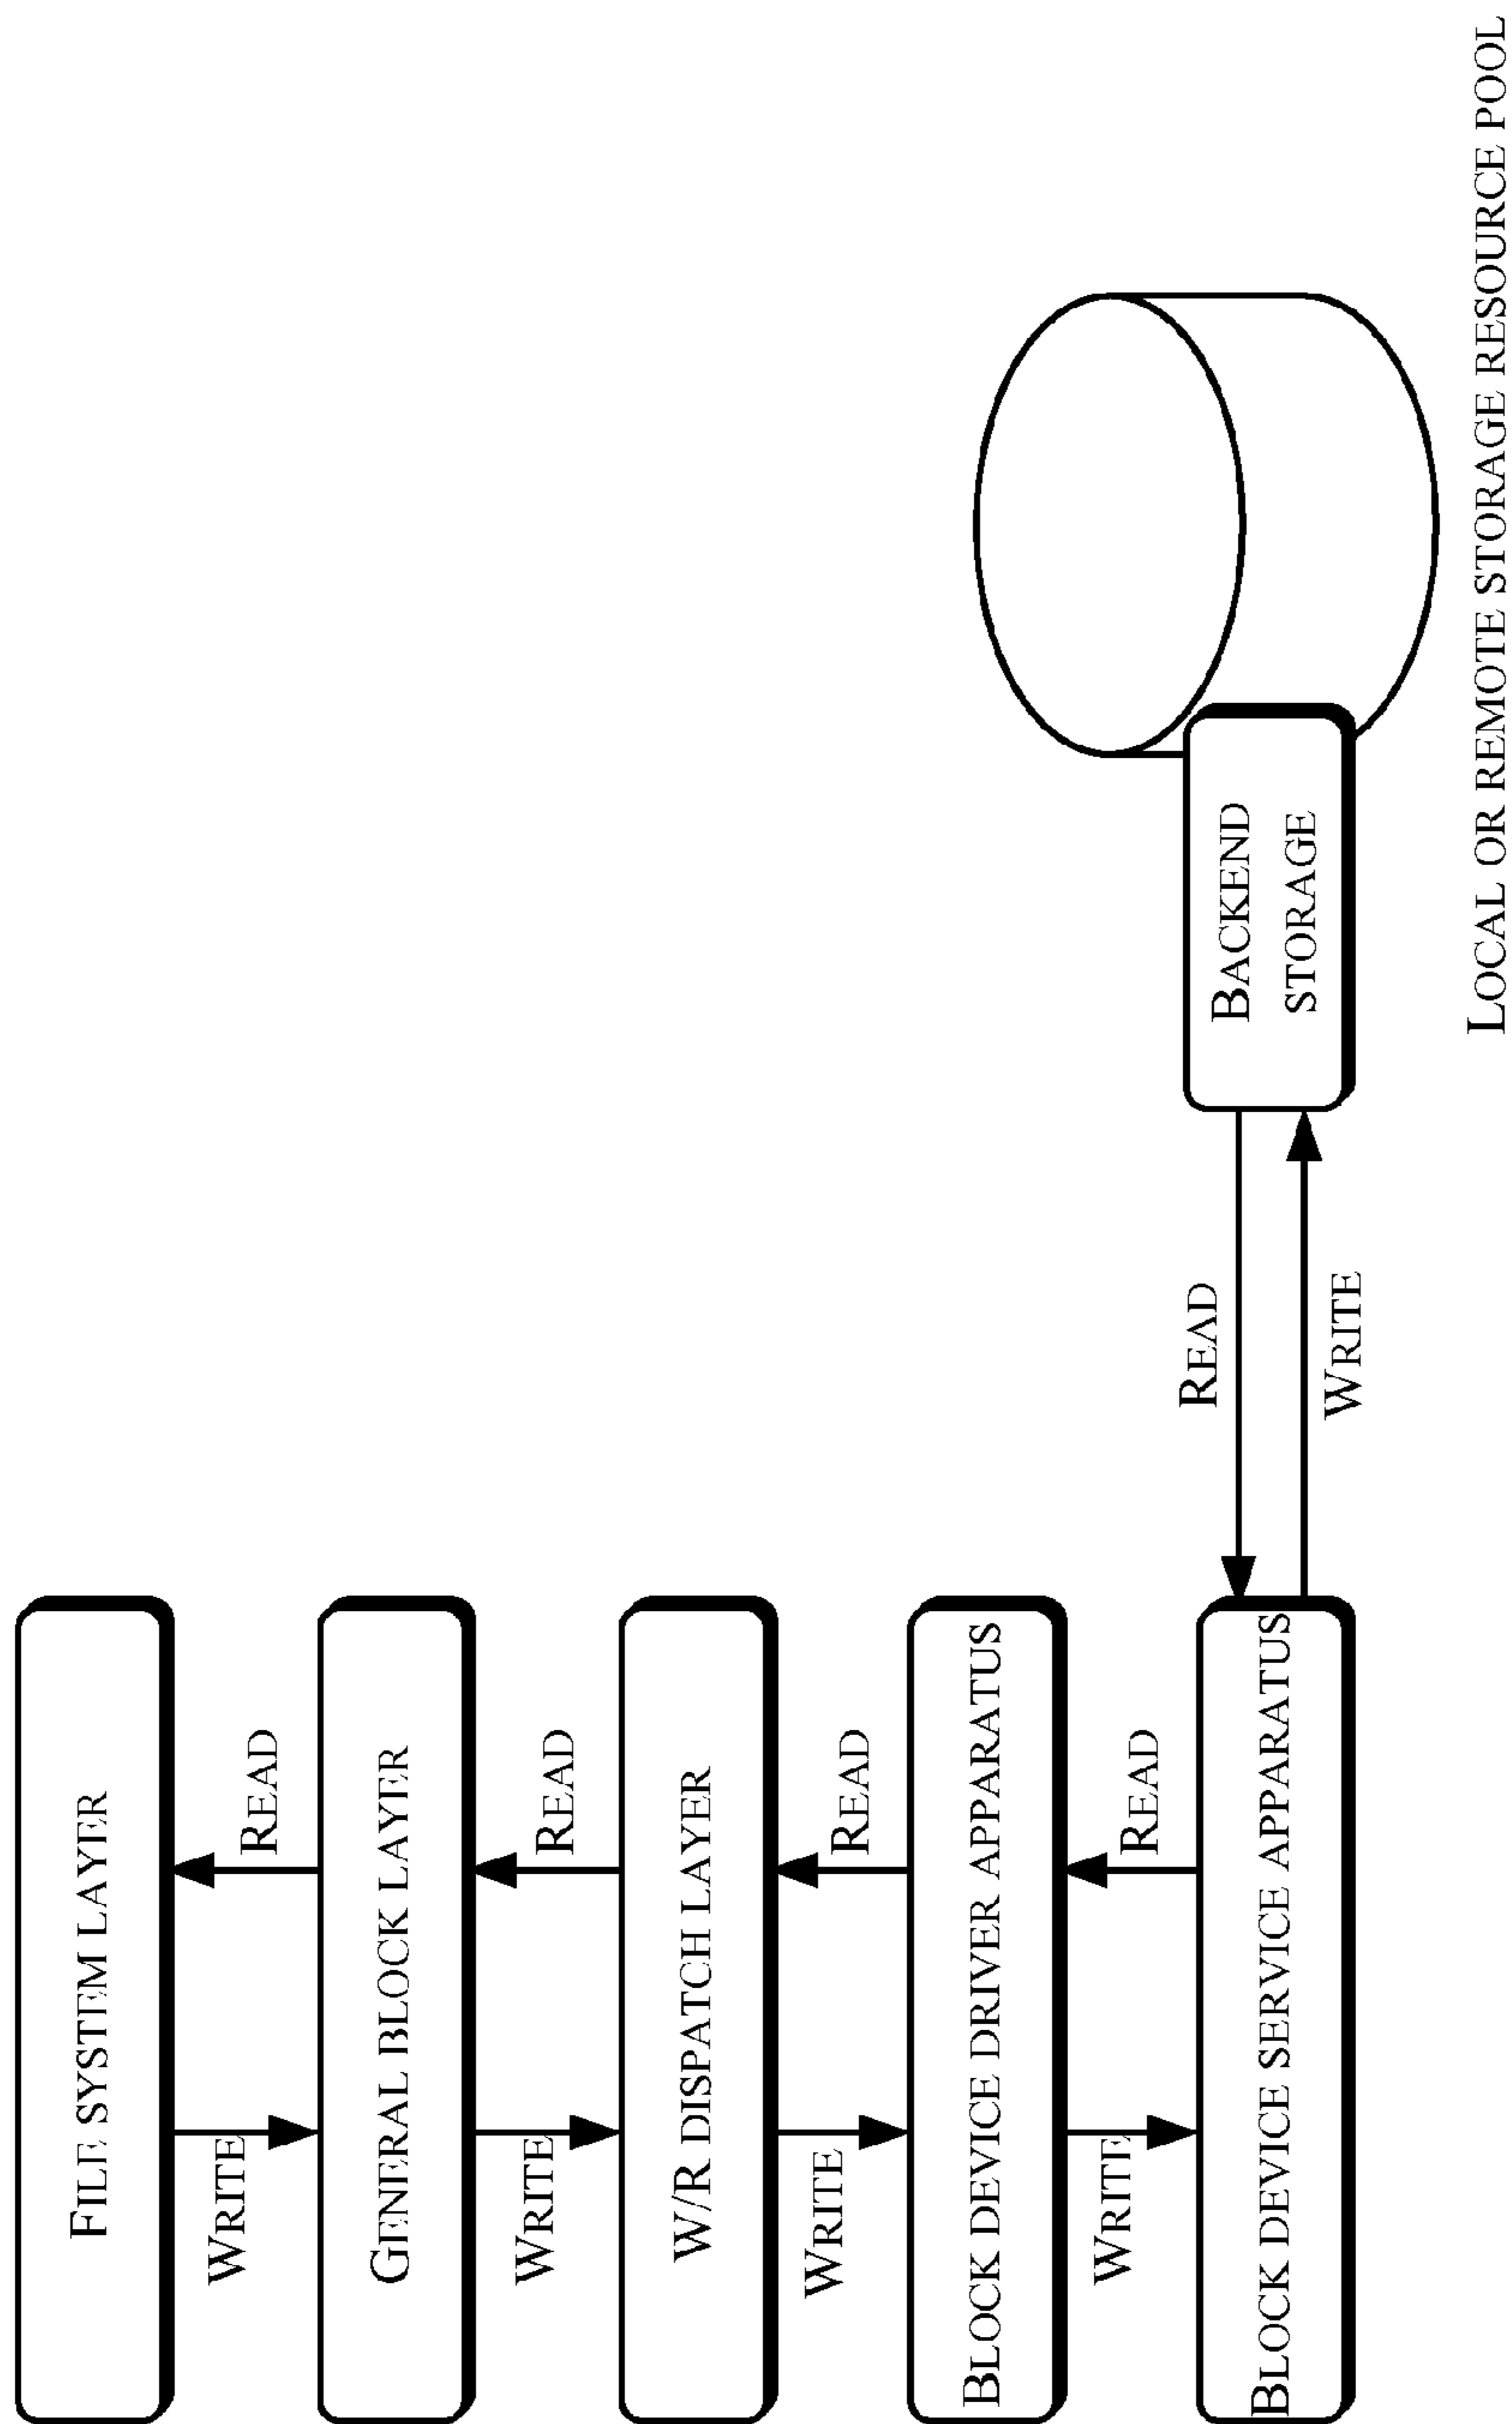 FILE SYSTEM LAYER
WRITE
READ
GENERAL BLOCK LAYER
WRITE
READ
W/R DISPATCH LAYER
WRITE
READ
BLOCK DEVICE DRIVER APPARATUS
WRITE
READ
BLOCK DEVICE SERVICE APPARATUS
READ
WRITE
BACKEND
STORAGE
LOCAL OR REMOTE STORAGE RESOURCE POOL